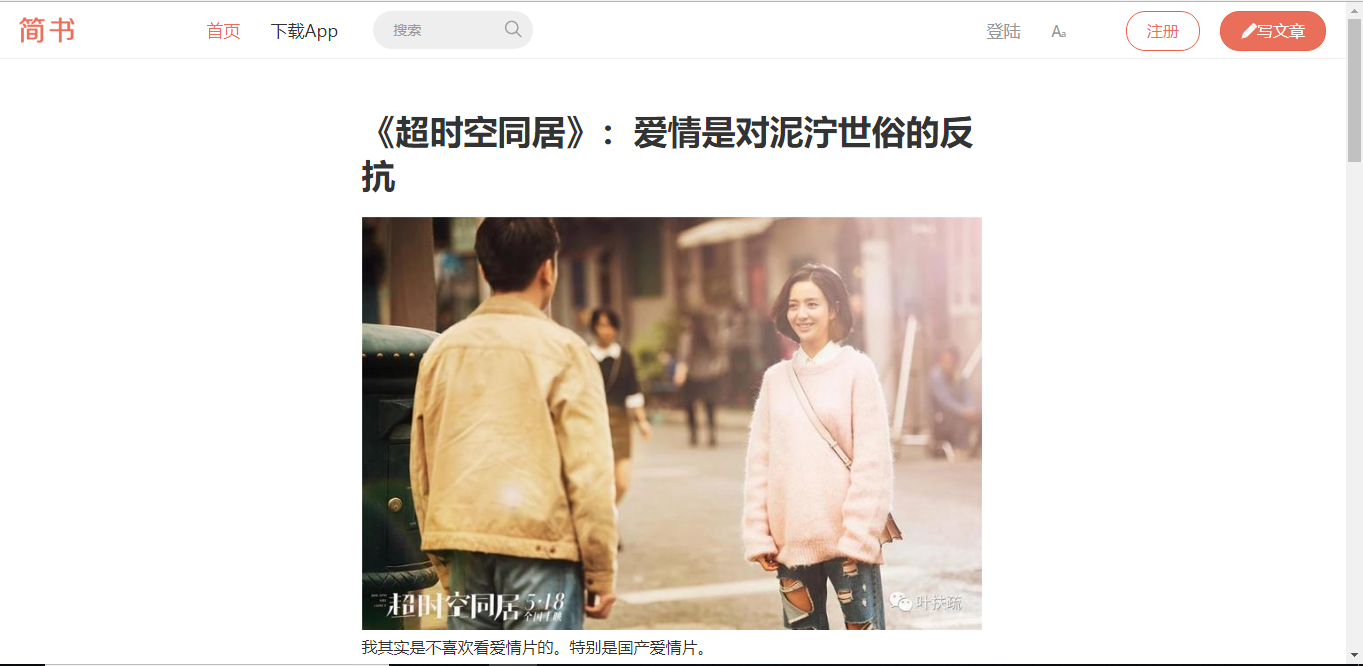 简书
首页
下载App
搜索
登陆
Aa
注册
写文章
《超时空同居》：爱情是对泥泞世俗的反
抗
超时空同居 5·18
全国上映
叶扶疏
我其实是不喜欢看爱情片的。特别是国产爱情片。